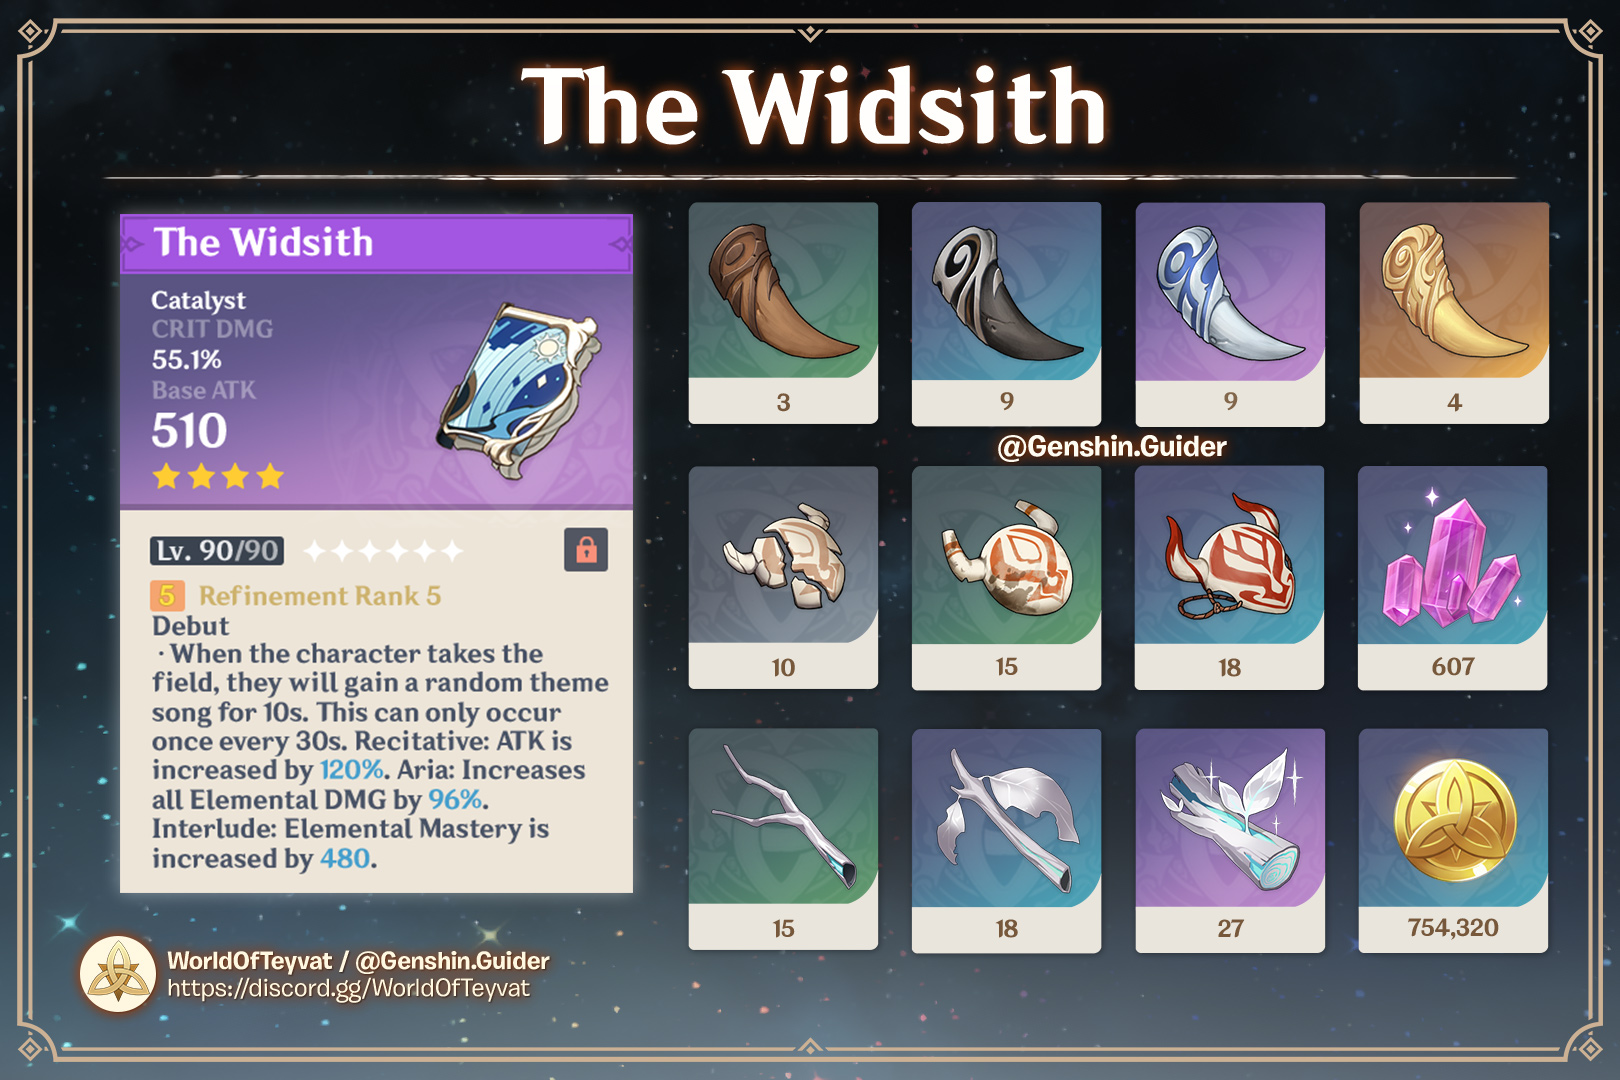 The Widsith
The Widsith
Catalyst
CRIT DMG
55.1%
Base ATK
510
Lv. 90/90
5 Refinement Rank 5
Debut
· When the character takes the
field, they will gain a random theme
song for 10s. This can only occur
once every 30s. Recitative: ATK is
increased by 120%. Aria: Increases
all Elemental DMG by 96%.
Interlude: Elemental Mastery is
increased by 480.
3
9
9
4
@Genshin.Guider
10
15
18
607
15
18
27
754,320
WorldOfTeyvat / @Genshin.Guider
https://discord.gg/WorldOfTeyvat